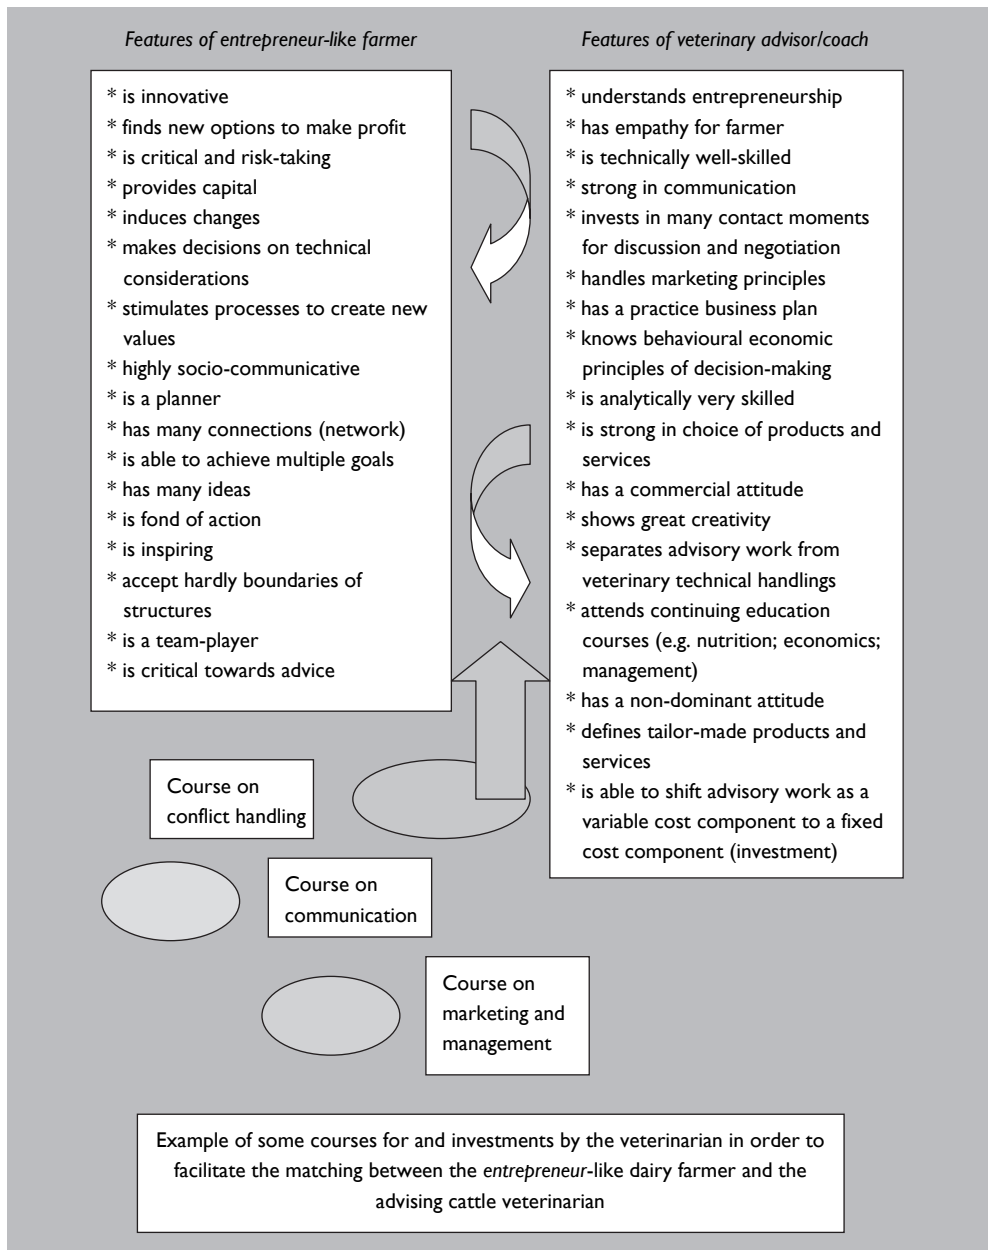 Features of entrepreneur-like farmer
* is innovative
* finds new options to make profit
* is critical and risk-taking
* provides capital
* induces changes
* makes decisions on technical
considerations
* stimulates processes to create new
values
* highly socio-communicative
* is a planner
* has many connections (network)
* is able to achieve multiple goals
* has many ideas
* is fond of action
* is inspiring
* accept hardly boundaries of
structures
* is a team-player
* is critical towards advice
Features of veterinary advisor/coach
* understands entrepreneurship
* has empathy for farmer
* is technically well-skilled
* strong in communication
* invests in many contact moments
for discussion and negotiation
* handles marketing principles
* has a practice business plan
* knows behavioural economic
principles of decision-making
* is analytically very skilled
* is strong in choice of products and
services
* has a commercial attitude
* shows great creativity
* separates advisory work from
veterinary technical handlings
* attends continuing education
courses (e.g. nutrition; economics;
management)
* has a non-dominant attitude
* defines tailor-made products and
services
* is able to shift advisory work as a
variable cost component to a fixed
cost component (investment)
Course on
conflict handling
Course on
communication
Course on
marketing and
management
Example of some courses for and investments by the veterinarian in order to
facilitate the matching between the entrepreneur-like dairy farmer and the
advising cattle veterinarian